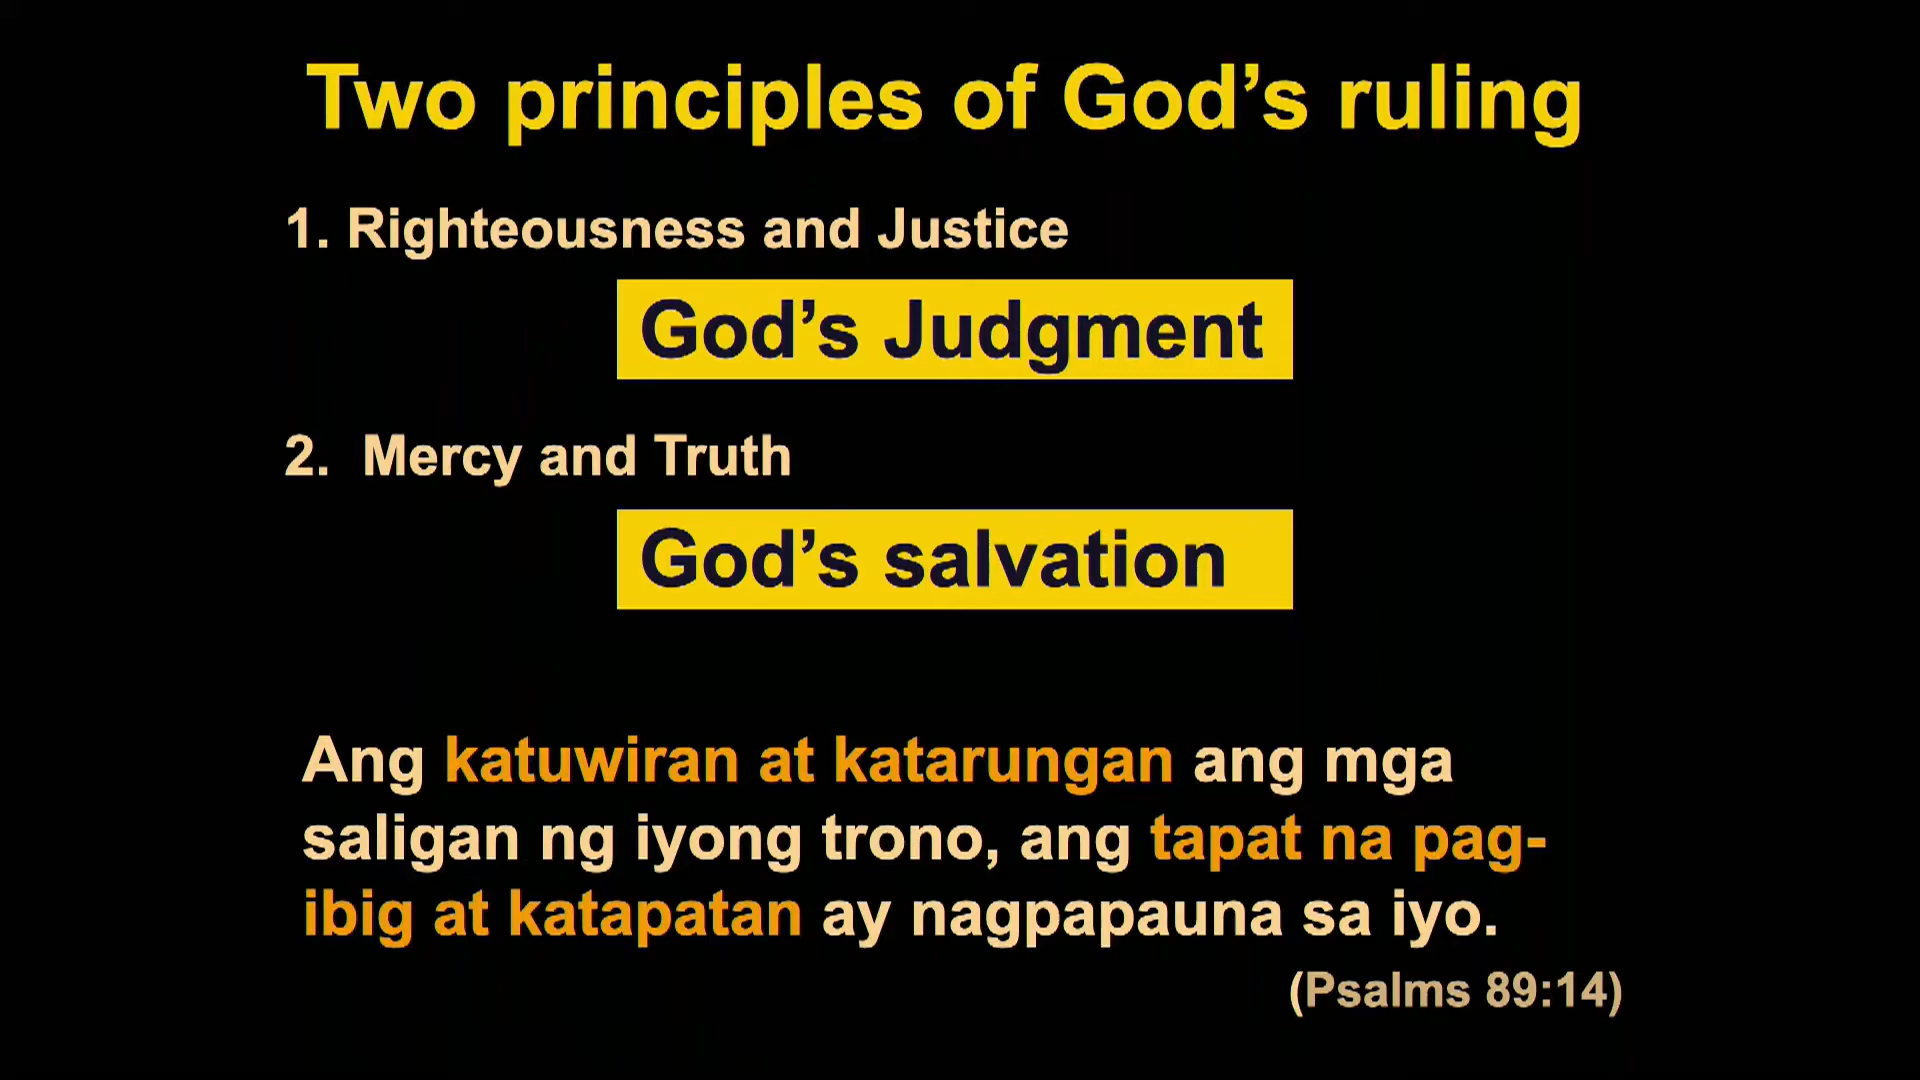 Two principles of God’s ruling
1. Righteousness and Justice
God’s Judgment
2. Mercy and Truth
God’s salvation
Ang katuwiran at katarungan ang mga
saligan ng iyong trono, ang tapat na pag-
ibig at katapatan ay nagpapauna sa iyo.
(Psalms 89:14)